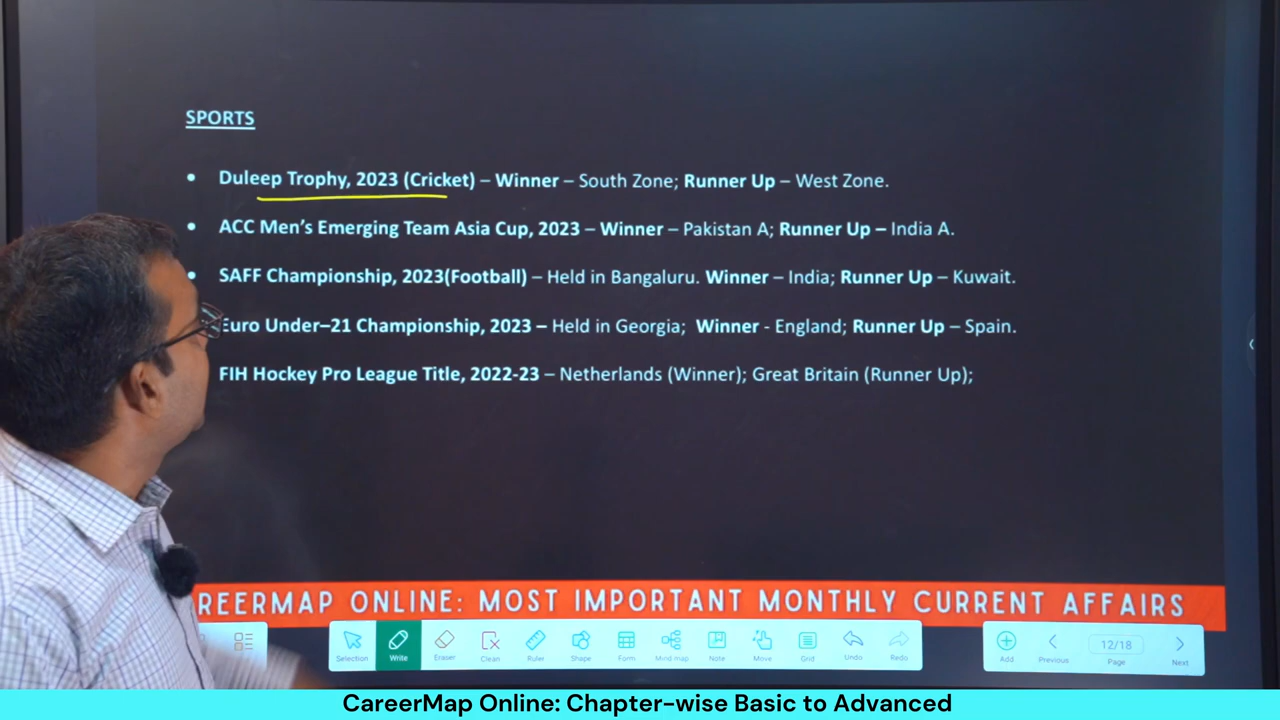 SPORTS
• Duleep Trophy, 2023 (Cricket) – Winner – South Zone; Runner Up – West Zone.
• ACC Men’s Emerging Team Asia Cup, 2023 – Winner – Pakistan A; Runner Up – India A.
• SAFF Championship, 2023(Football) – Held in Bangaluru. Winner – India; Runner Up – Kuwait.
Euro Under–21 Championship, 2023 – Held in Georgia; Winner - England; Runner Up – Spain.
FIH Hockey Pro League Title, 2022-23 – Netherlands (Winner); Great Britain (Runner Up);
REERMAP ONLINE: MOST IMPORTANT MONTHLY CURRENT AFFAIRS
Selection Write Eraser Clean Ruler Shape Form Mind map Note Move Grid Undo Redo Add Previous 12/18 Page Next
CareerMap Online: Chapter-wise Basic to Advanced